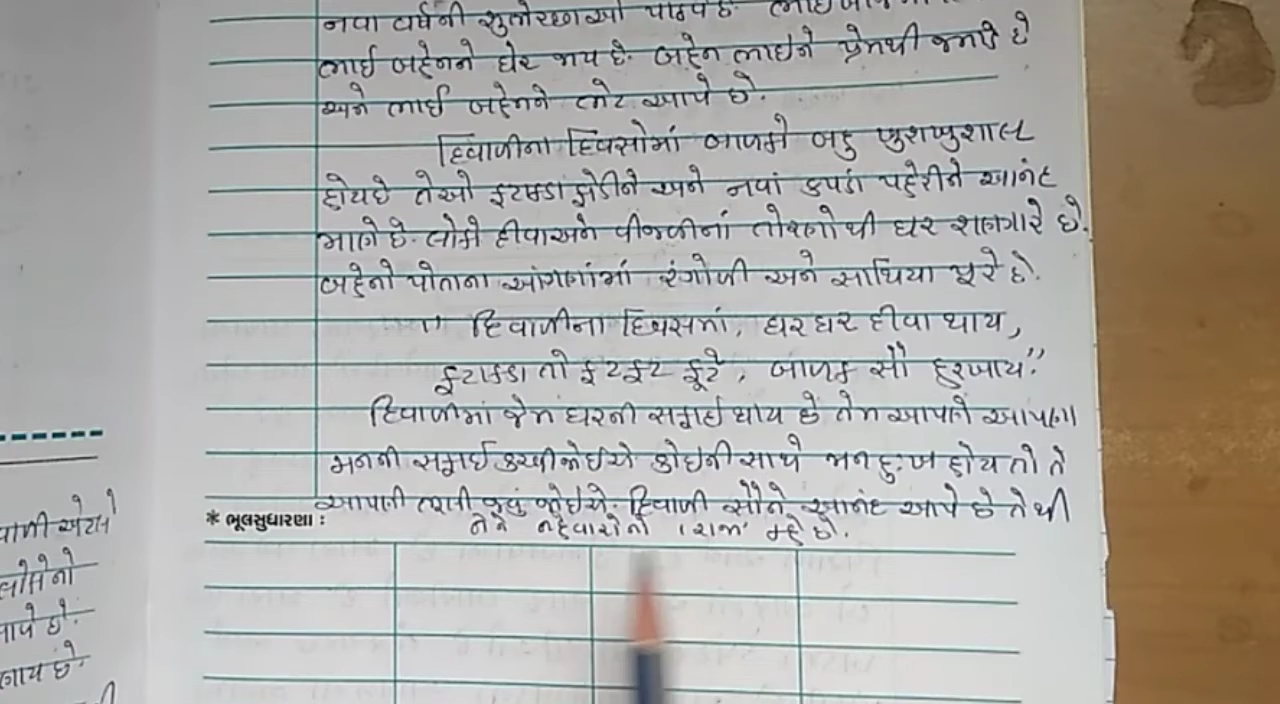 નવા વર્ષની શુભેચ્છાઓ પાઠવે છે.
ભાઈ બહેનને ઘેર જાય છે. બહેન ભાઈને પ્રેમથી જમાડે છે
અને ભાઈ બહેનને ભેટ આપે છે.
દિવાળીના દિવસોમાં બાળકો બહુ ખુશખુશાલ
હોય છે તેઓ ફટાકડા ફોડીને અને નવાં કપડાં પહેરીને આનંદ
માણે છે. લોકો દીવા અને વીજળીનાં તોરણોથી ઘર શણગારે છે.
બહેનો પોતાના આંગણાંમાં રંગોળી અને સાથિયા પૂરે છે.
" દિવાળીના દિવસમાં, ઘર ઘર દીવા થાય,
ફટાકડા તો ફટફટ ફૂટે, બાળક સૌ હરખાય."
દિવાળીમાં જેમ ઘરની સફાઈ થાય છે તેમ આપણે આપણા
મનની સફાઈ કરવી જોઈએ કોઈની સાથે મનદુઃખ હોય તો તે
આપણે ભૂલી જવું જોઈએ. દિવાળી સૌને આનંદ આપે છે તેથી
તેને તહેવારોનો 'રાજા' કહે છે.
* ભૂલસુધારણા :
વાળી એટલે
લોકોનો
આપે છે.
જાય છે.